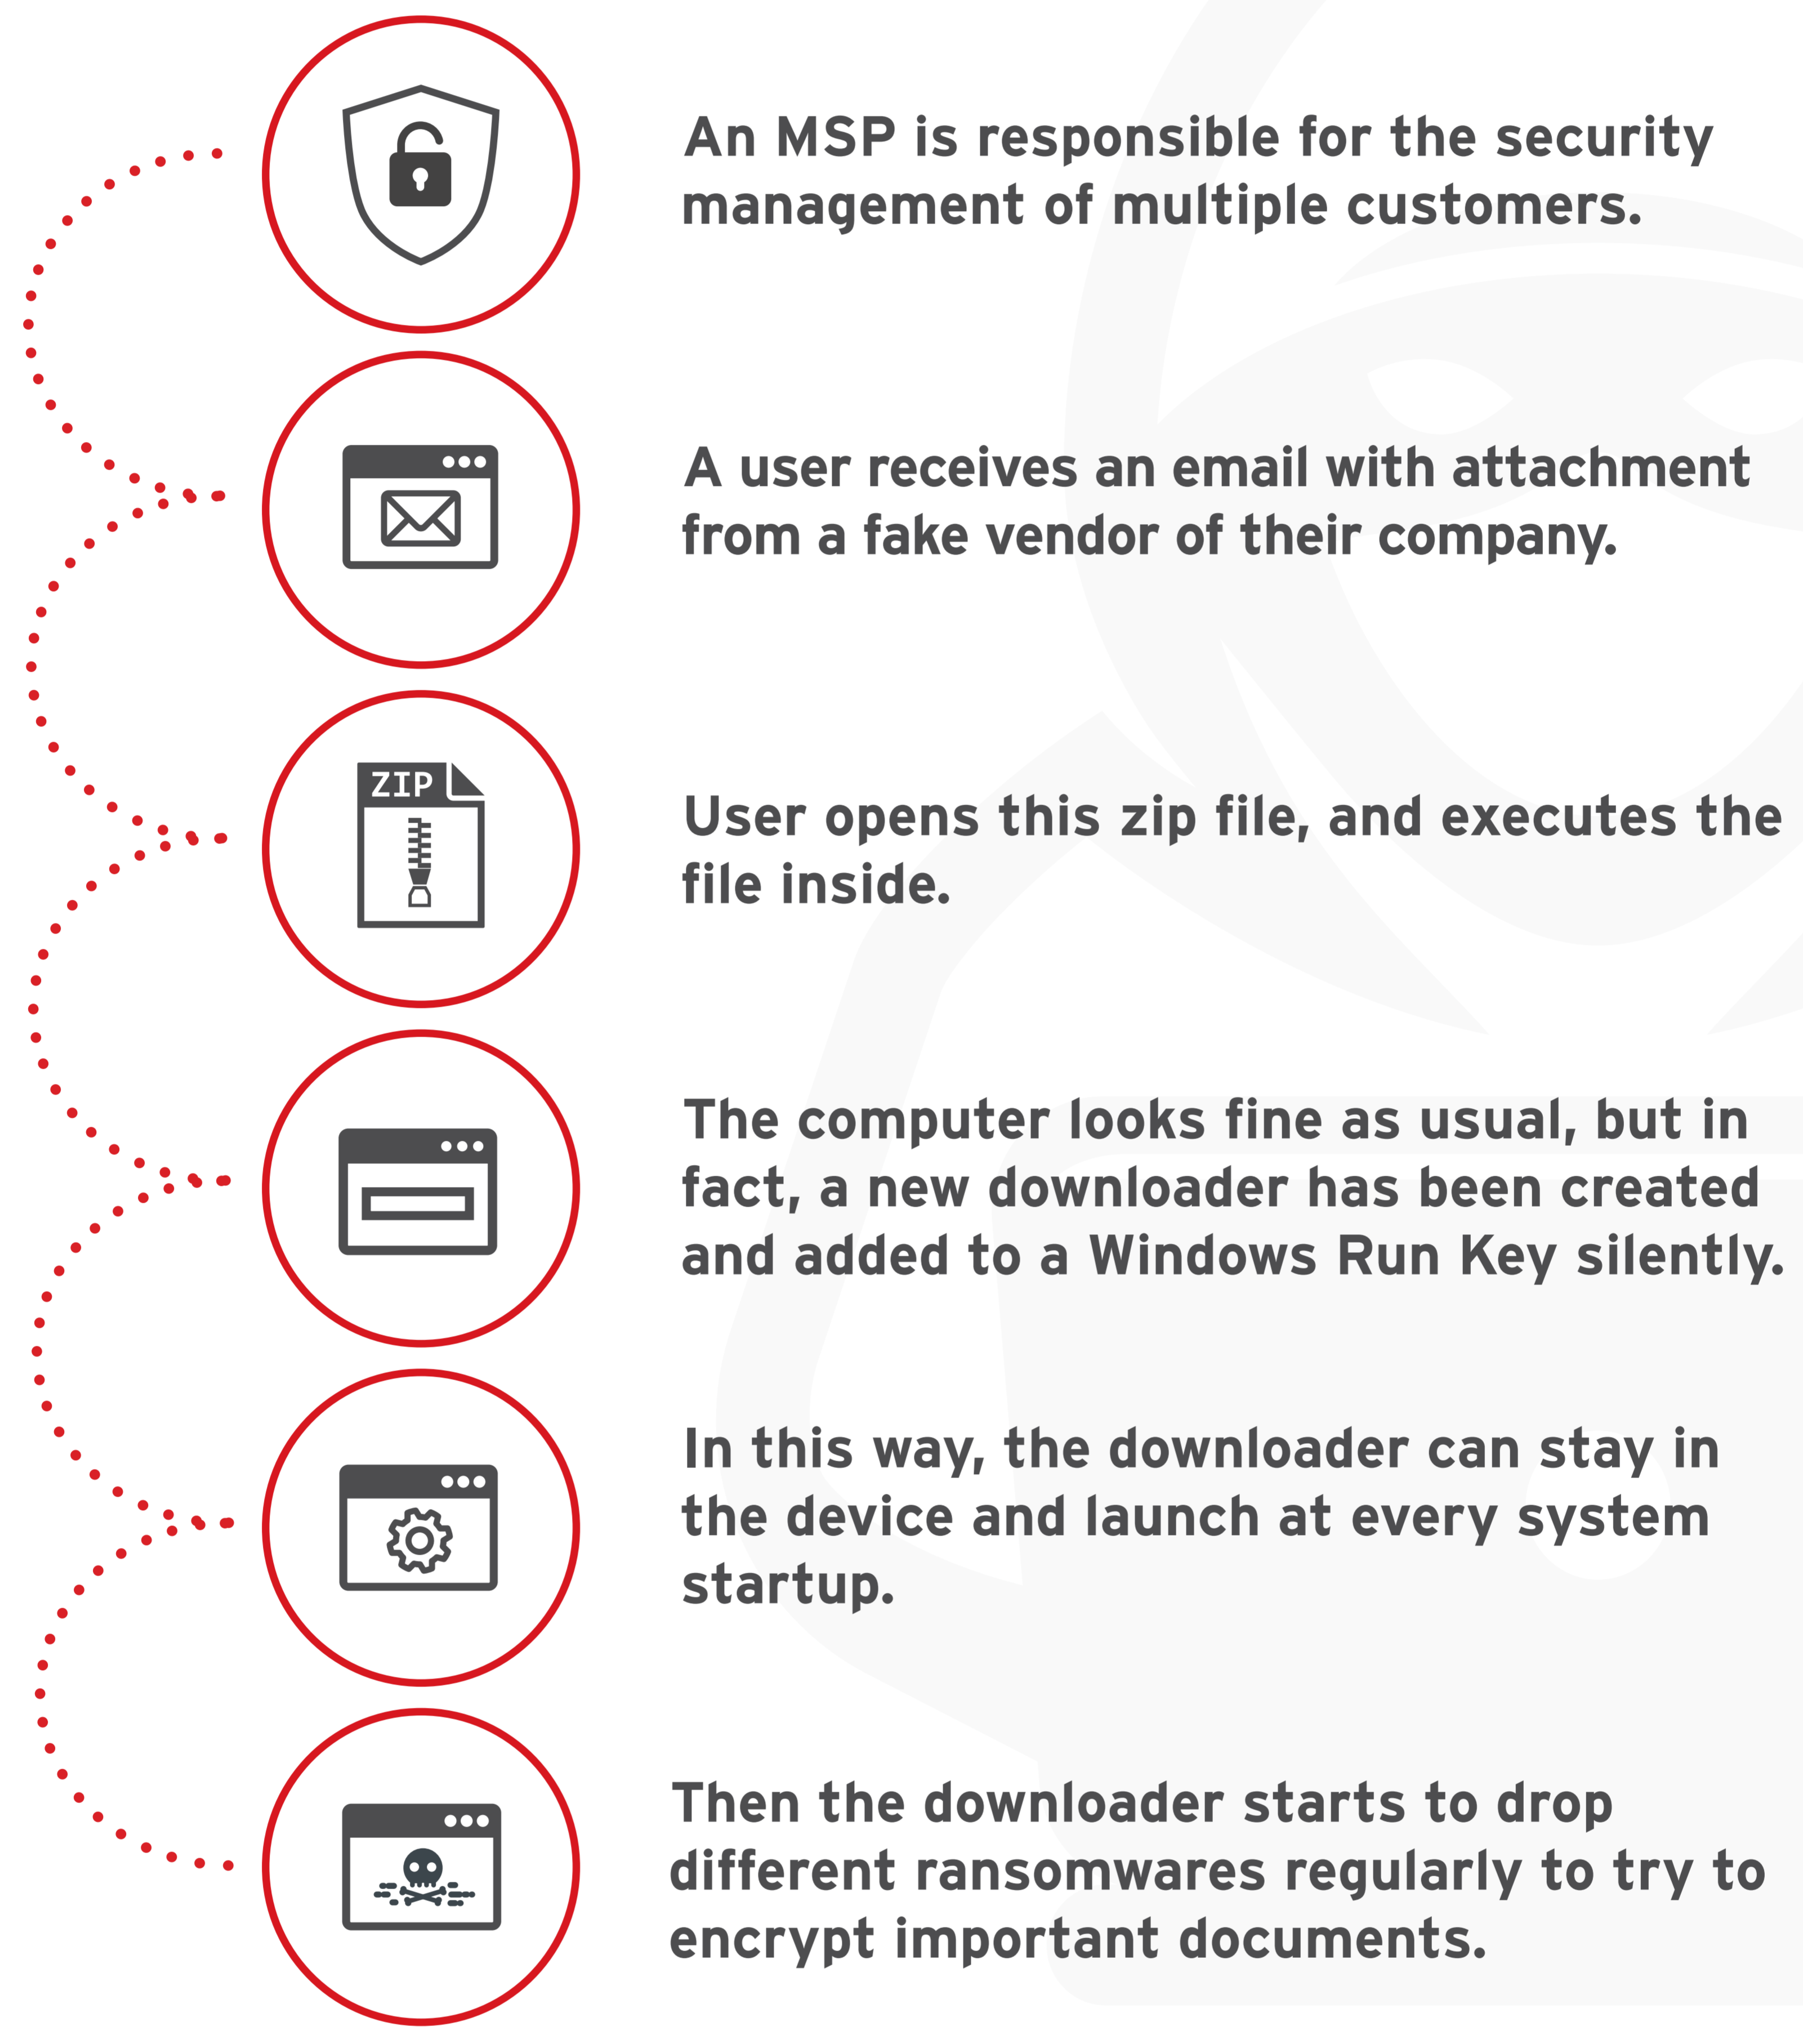 An MSP is responsible for the security
management of multiple customers.
A user receives an email with attachment
from a fake vendor of their company.
ZIP
User opens this zip file, and executes the
file inside.
The computer looks fine as usual, but in
fact, a new downloader has been created
and added to a Windows Run Key silently.
In this way, the downloader can stay in
the device and launch at every system
startup.
Then the downloader starts to drop
different ransomwares regularly to try to
encrypt important documents.